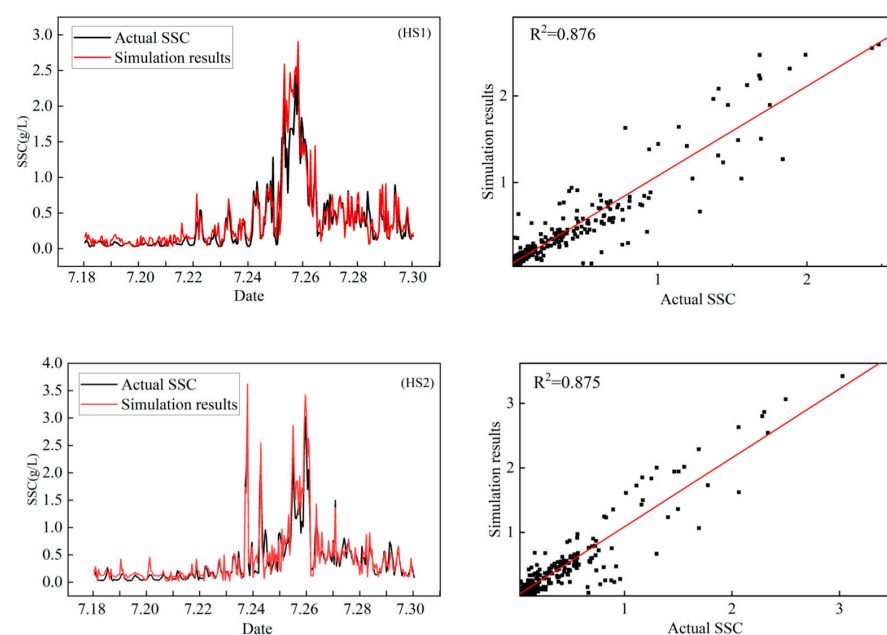 Actual SSC
Simulation results
(HS1)
SSC(g/L)
3.0
2.5
2.0
1.5
1.0
0.5
0.0
7.18 7.20 7.22 7.24 7.26 7.28 7.30
Date
R²=0.876
Simulation results
2
1
1 2
Actual SSC
Actual SSC
Simulation results
(HS2)
SSC(g/L)
4.0
3.5
3.0
2.5
2.0
1.5
1.0
0.5
0.0
7.18 7.20 7.22 7.24 7.26 7.28 7.30
Date
R²=0.875
Simulation results
3
2
1
1 2 3
Actual SSC